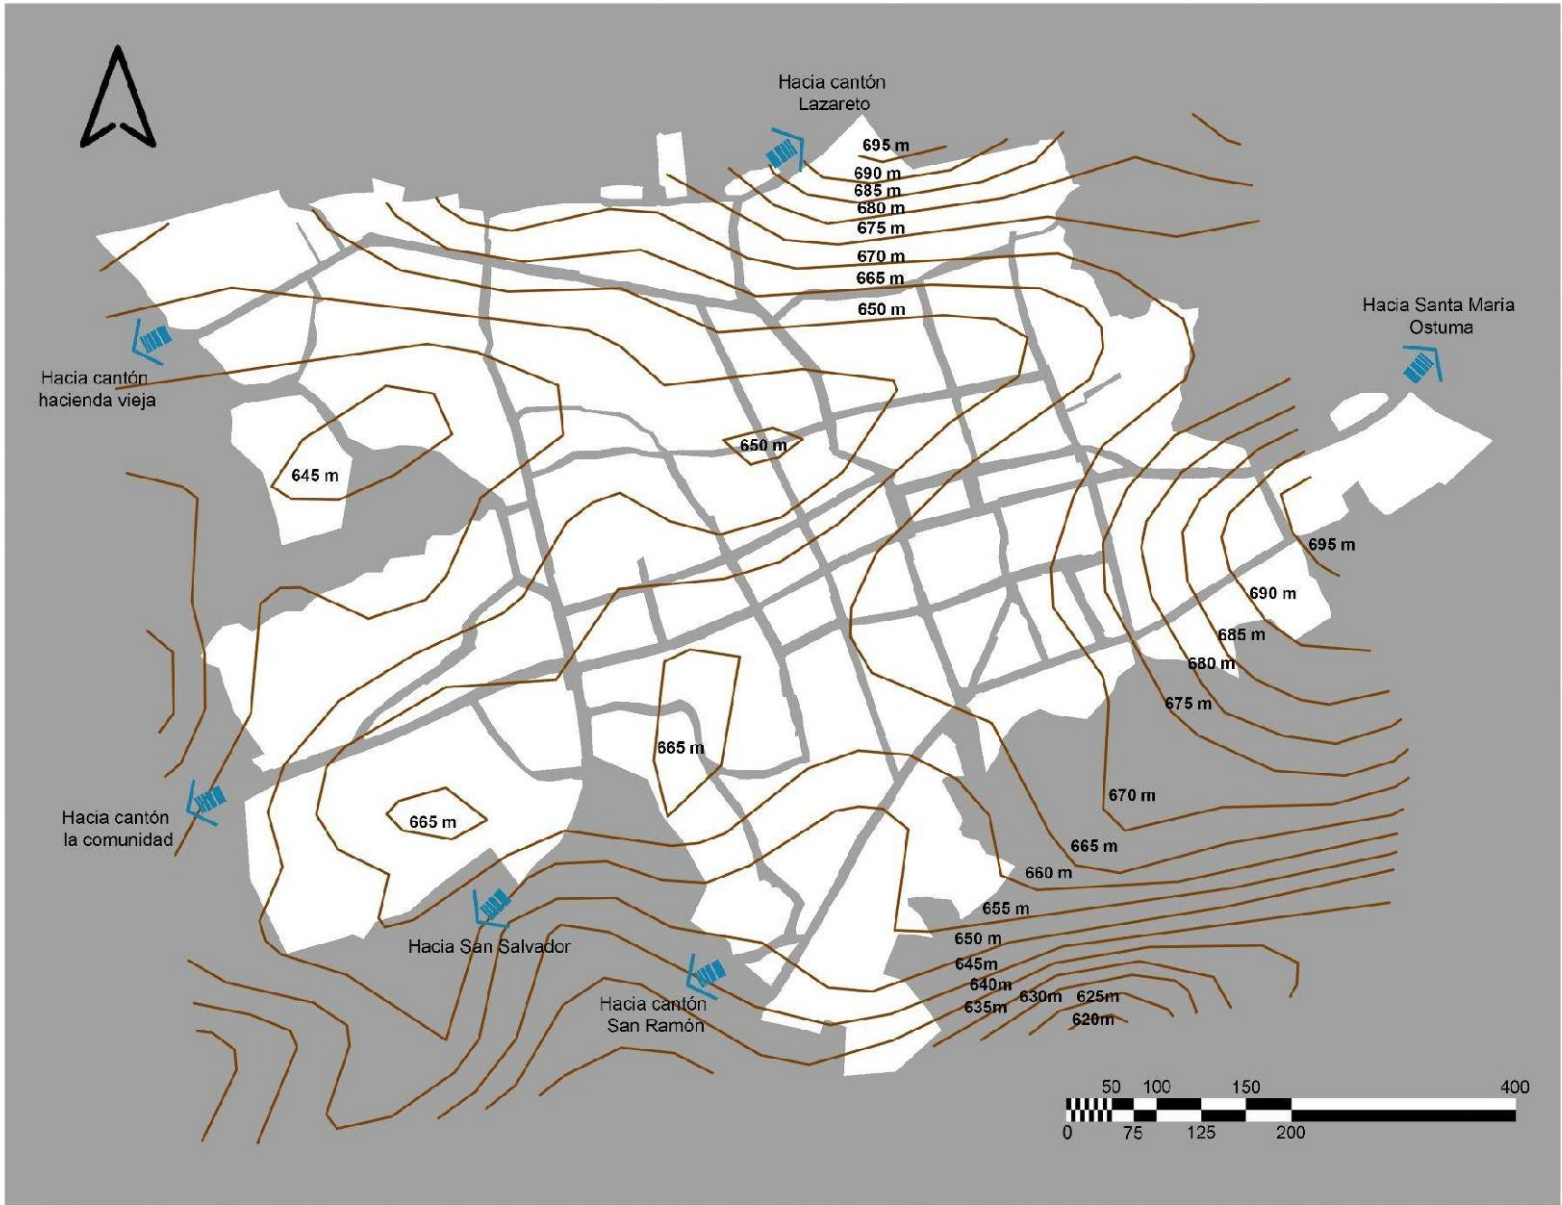 Hacia cantón
Lazareto
695 m
690 m
685 m
680 m
675 m
670 m
665 m
650 m
Hacia Santa Maria
Ostuma
Hacia cantón
hacienda vieja
650 m
645 m
695 m
690 m
685 m
680 m
675 m
665 m
670 m
665 m
Hacia cantón
la comunidad
665 m
660 m
655 m
650 m
Hacia San Salvador
645m
640m
635m
630m
625m
620m
Hacia cantón
San Ramón
50 100 150 400
0 75 125 200